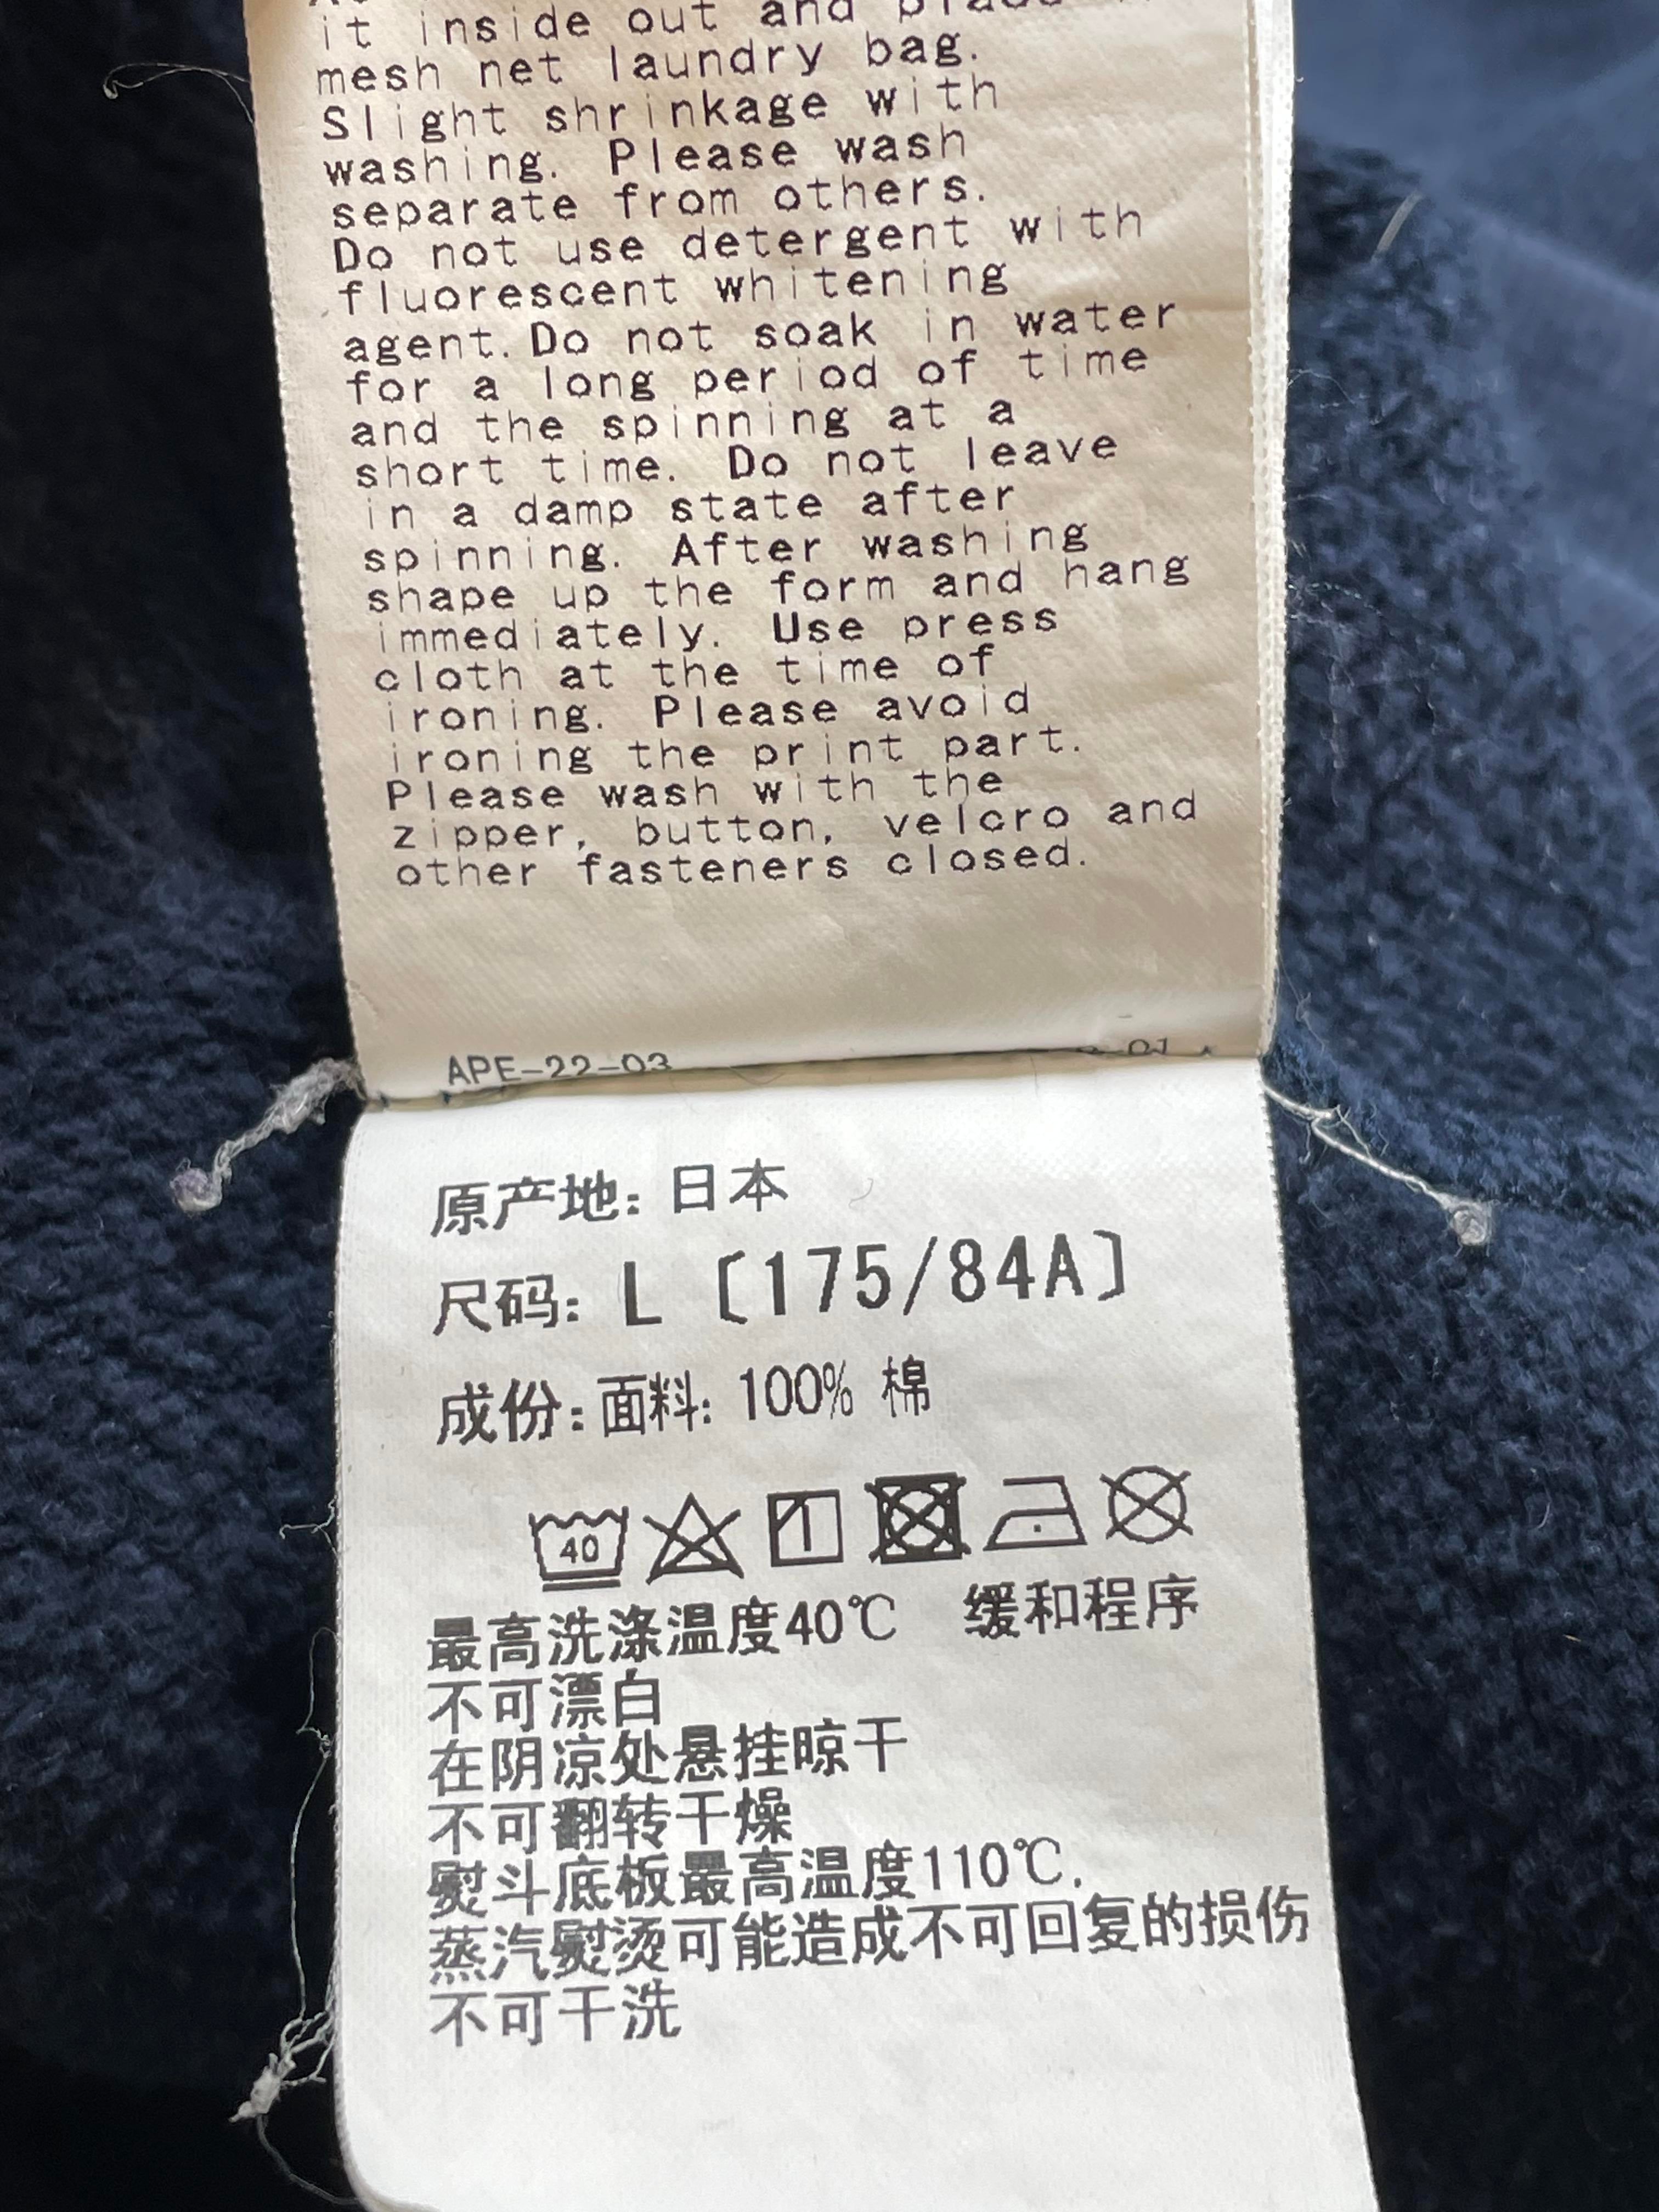 it inside out and
mesh net laundry bag.
Slight shrinkage with
washing. Please wash
separate from others.
Do not use detergent with
fluorescent whitening
agent. Do not soak in water
for a long period of time
and the spinning at a
short time. Do not leave
in a damp state after
spinning. After washing
shape up the form and hang
immediately. Use press
cloth at the time of
ironing. Please avoid
ironing the print part.
Please wash with the
zipper, button, velcro and
other fasteners closed.
APE-22-03
原产地: 日本
尺码: L〔175/84A〕
成份: 面料: 100% 棉
40
最高洗涤温度40℃ 缓和程序
不可漂白
在阴凉处悬挂晾干
不可翻转干燥
熨斗底板最高温度110℃.
蒸汽熨烫可能造成不可回复的损伤
不可干洗